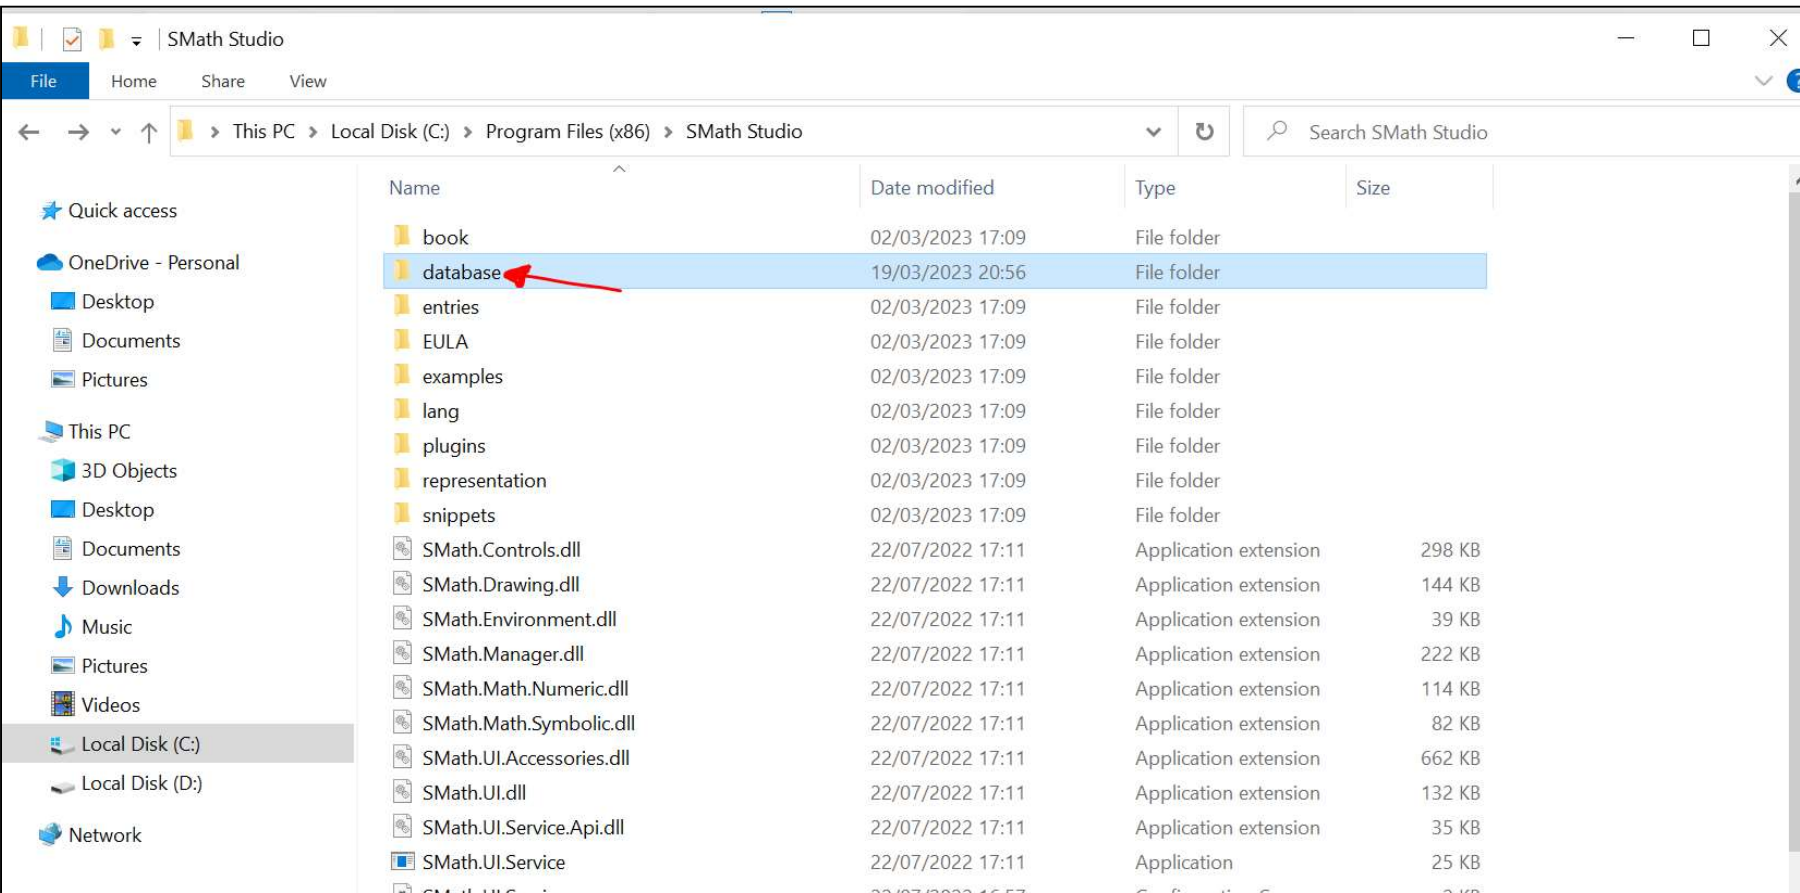 SMath Studio
File Home Share View
This PC Local Disk (C:) Program Files (x86) SMath Studio Search SMath Studio
Name Date modified Type Size
Quick access
OneDrive - Personal
Desktop
Documents
Pictures
This PC
3D Objects
Desktop
Documents
Downloads
Music
Pictures
Videos
Local Disk (C:)
Local Disk (D:)
Network
book 02/03/2023 17:09 File folder
database 19/03/2023 20:56 File folder
entries 02/03/2023 17:09 File folder
EULA 02/03/2023 17:09 File folder
examples 02/03/2023 17:09 File folder
lang 02/03/2023 17:09 File folder
plugins 02/03/2023 17:09 File folder
representation 02/03/2023 17:09 File folder
snippets 02/03/2023 17:09 File folder
SMath.Controls.dll 22/07/2022 17:11 Application extension 298 KB
SMath.Drawing.dll 22/07/2022 17:11 Application extension 144 KB
SMath.Environment.dll 22/07/2022 17:11 Application extension 39 KB
SMath.Manager.dll 22/07/2022 17:11 Application extension 222 KB
SMath.Math.Numeric.dll 22/07/2022 17:11 Application extension 114 KB
SMath.Math.Symbolic.dll 22/07/2022 17:11 Application extension 82 KB
SMath.UI.Accessories.dll 22/07/2022 17:11 Application extension 662 KB
SMath.UI.dll 22/07/2022 17:11 Application extension 132 KB
SMath.UI.Service.Api.dll 22/07/2022 17:11 Application extension 35 KB
SMath.UI.Service 22/07/2022 17:11 Application 25 KB